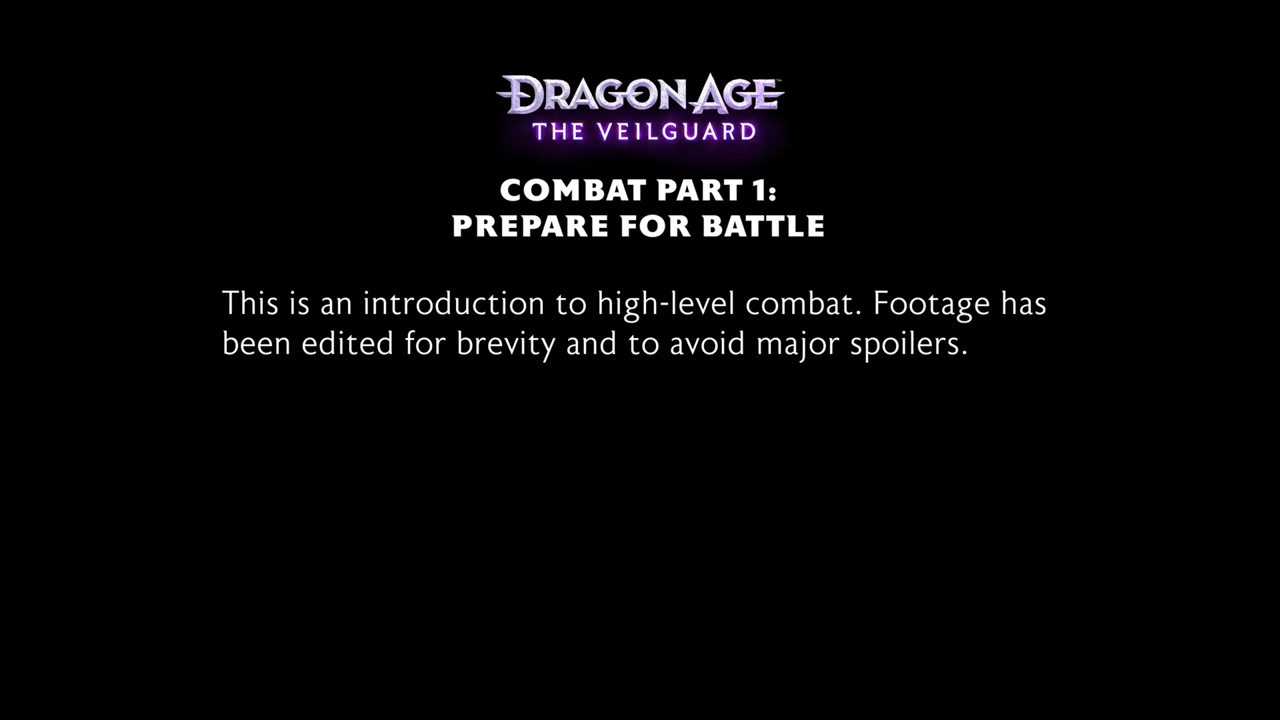 DRAGON AGE™
THE VEILGUARD
COMBAT PART 1:
PREPARE FOR BATTLE
This is an introduction to high-level combat. Footage has
been edited for brevity and to avoid major spoilers.